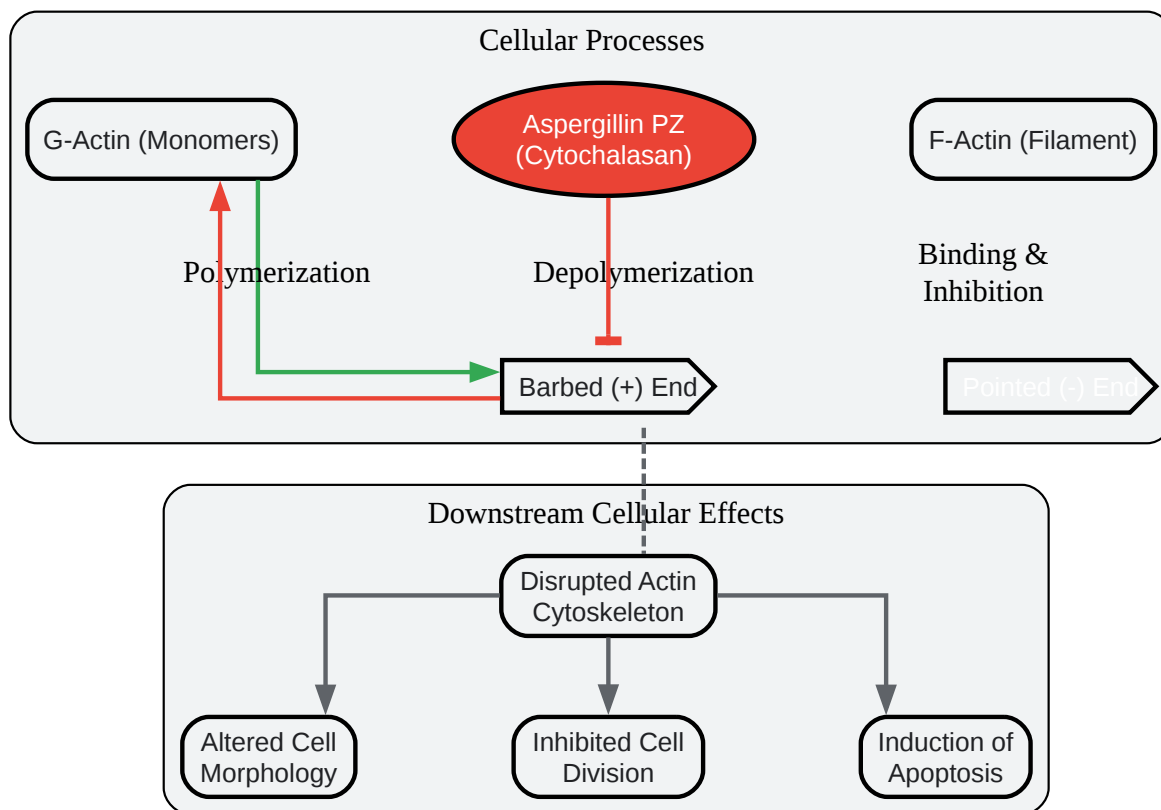 Cellular Processes
G-Actin (Monomers)
Aspergillin PZ
(Cytochalasan)
F-Actin (Filament)
Polymerization
Depolymerization
Binding &
Inhibition
Barbed (+) End
Pointed (-) End
Downstream Cellular Effects
Disrupted Actin
Cytoskeleton
Altered Cell
Morphology
Inhibited Cell
Division
Induction of
Apoptosis